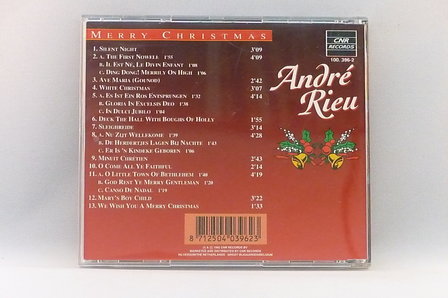 MERRY CHRISTMAS
CNR
RECORDS
100. 396-2
1. SILENT NIGHT 3'09
2. A. THE FIRST NOWELL 1'55 4'09
B. IL EST NE, LE DIVIN ENFANT 1'08
C. DING DONG! MERRILY ON HIGH 1'06
3. AVE MARIA (GOUNOD) 2'42
4. WHITE CHRISTMAS 3'07
5. A. ES IST EIN ROS ENTSPRUNGEN 1'32 4'14
B. GLORIA IN EXCELSIS DEO 1'38
C. IN DULCI JUBILO 1'04
6. DECK THE HALL WITH BOUGHS OF HOLLY 1'55
7. SLEIGHREIDE 3'14
8. A. NU ZIJT WELLEKOME 1'39 4'28
B. DE HERDERTJES LAGEN BIJ NACHTE 1'43
C. ER IS 'N KINDEKE GEBOREN 1'06
9. MINUIT CHRÉTIEN 2'43
10. O COME ALL YE FAITHFUL 2'14
11. A. O LITTLE TOWN OF BETHLEHEM 1'40 4'19
B. GOD REST YE MERRY GENTLEMAN 1'20
C. CANSO DE NADAL 1'19
12. MARY'S BOY CHILD 3'22
13. WE WISH YOU A MERRY CHRISTMAS 1'33
André
Rieu
8 712504 039623